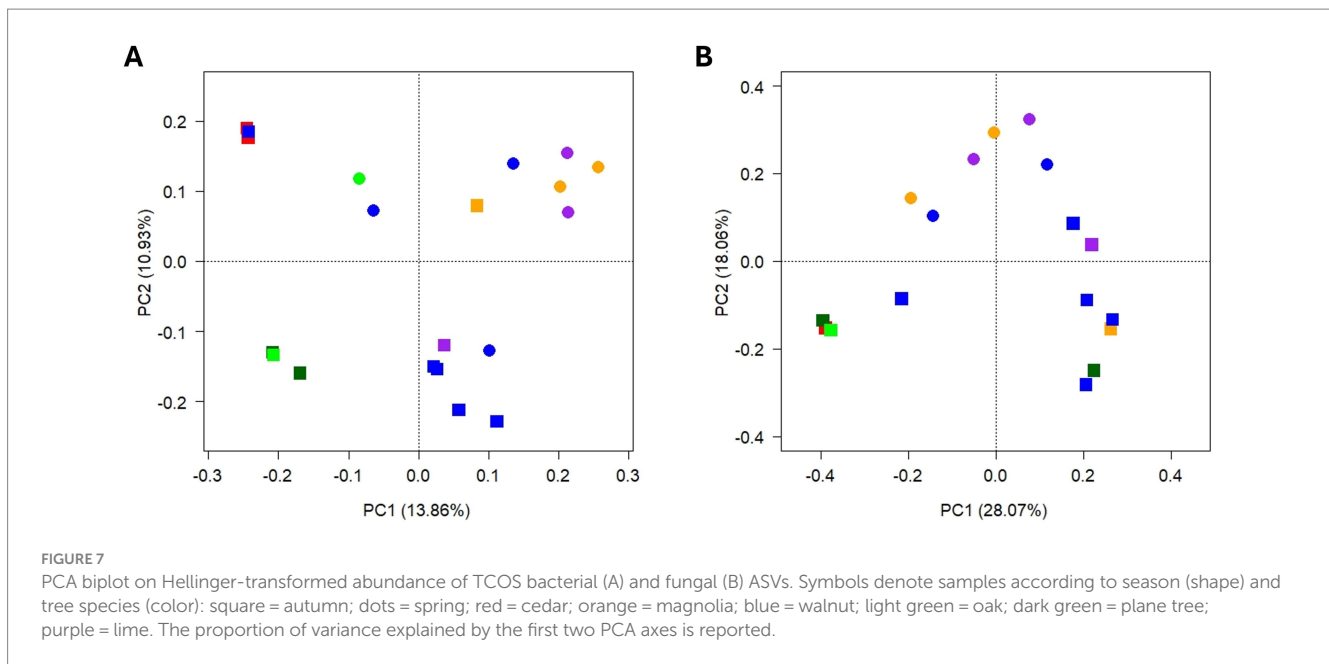 A
B
0.2
0.1
0.0
-0.1
-0.2
PC2 (10.93%)
-0.3 -0.2 -0.1 0.0 0.1 0.2 0.3
PC1 (13.86%)
0.4
0.2
0.0
-0.2
-0.4
PC2 (18.06%)
-0.4 -0.2 0.0 0.2 0.4
PC1 (28.07%)
FIGURE 7
PCA biplot on Hellinger-transformed abundance of TCOS bacterial (A) and fungal (B) ASVs. Symbols denote samples according to season (shape) and
tree species (color): square = autumn; dots = spring; red = cedar; orange = magnolia; blue = walnut; light green = oak; dark green = plane tree;
purple = lime. The proportion of variance explained by the first two PCA axes is reported.